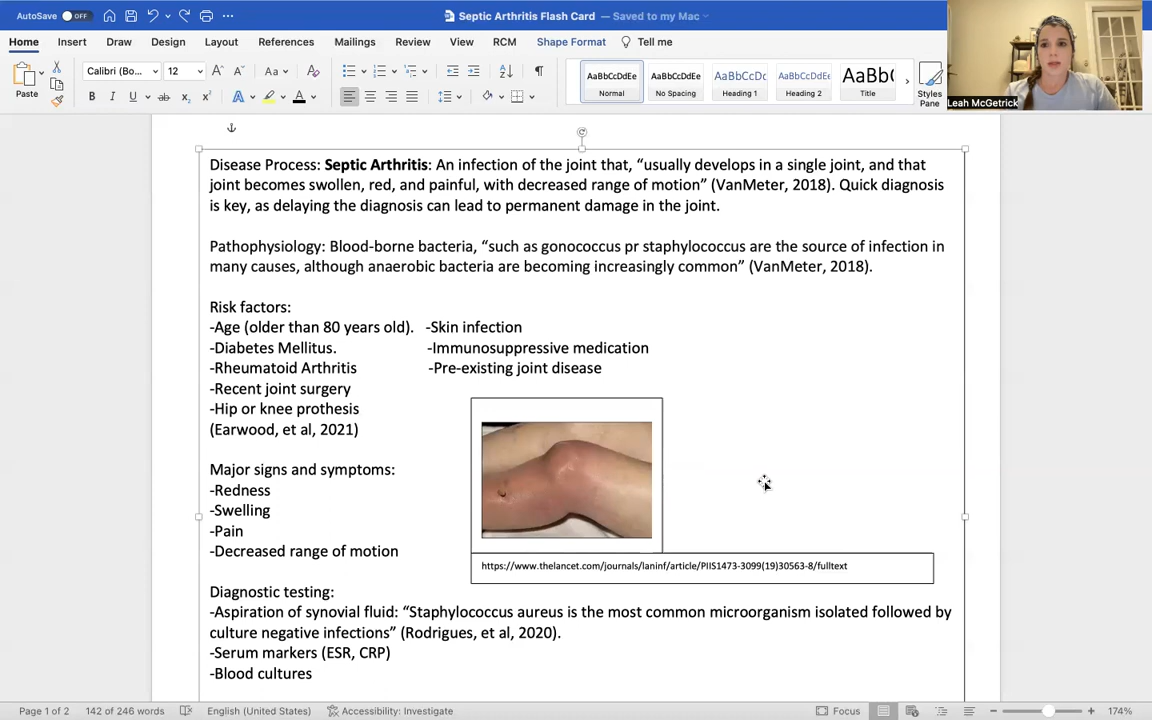 AutoSave OFF
Septic Arthritis Flash Card — Saved to my Mac
Home Insert Draw Design Layout References Mailings Review View RCM Shape Format Tell me
Paste
Calibri (Bo... 12
AaBbCcDdEe Normal
AaBbCcDdEe No Spacing
AaBbCcDc Heading 1
AaBbCcDdEe Heading 2
AaBbC Title
Styles Pane
Leah McGetrick
Disease Process: Septic Arthritis: An infection of the joint that, “usually develops in a single joint, and that
joint becomes swollen, red, and painful, with decreased range of motion” (VanMeter, 2018). Quick diagnosis
is key, as delaying the diagnosis can lead to permanent damage in the joint.
Pathophysiology: Blood-borne bacteria, “such as gonococcus pr staphylococcus are the source of infection in
many causes, although anaerobic bacteria are becoming increasingly common” (VanMeter, 2018).
Risk factors:
-Age (older than 80 years old). -Skin infection
-Diabetes Mellitus. -Immunosuppressive medication
-Rheumatoid Arthritis -Pre-existing joint disease
-Recent joint surgery
-Hip or knee prothesis
(Earwood, et al, 2021)
Major signs and symptoms:
-Redness
-Swelling
-Pain
-Decreased range of motion
https://www.thelancet.com/journals/laninf/article/PIIS1473-3099(19)30563-8/fulltext
Diagnostic testing:
-Aspiration of synovial fluid: “Staphylococcus aureus is the most common microorganism isolated followed by
culture negative infections” (Rodrigues, et al, 2020).
-Serum markers (ESR, CRP)
-Blood cultures
Page 1 of 2 142 of 246 words English (United States) Accessibility: Investigate Focus 174%